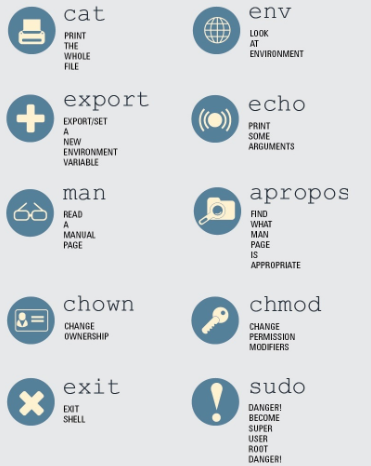 cat
PRINT
THE
WHOLE
FILE
env
LOOK
AT
ENVIRONMENT
export
EXPORT/SET
A
NEW
ENVIRONMENT
VARIABLE
echo
PRINT
SOME
ARGUMENTS
man
READ
A
MANUAL
PAGE
apropos
FIND
WHAT
MAN
PAGE
IS
APPROPRIATE
chown
CHANGE
OWNERSHIP
chmod
CHANGE
PERMISSION
MODIFIERS
exit
EXIT
SHELL
sudo
DANGER!
BECOME
SUPER
USER
ROOT
DANGER!